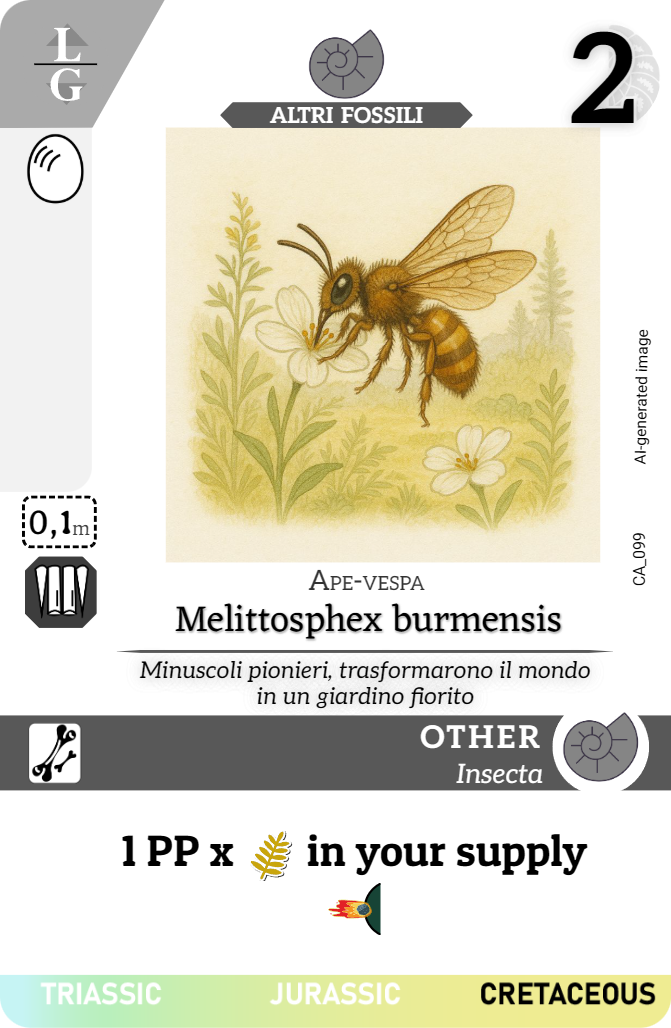 L
G
2
ALTRI FOSSILI
AI-generated image
0,1m
CA_099
Ape-vespa
Melittosphex burmensis
Minuscoli pionieri, trasformarono il mondo
in un giardino fiorito
OTHER
Insecta
1 PP x in your supply
TRIASSIC JURASSIC CRETACEOUS